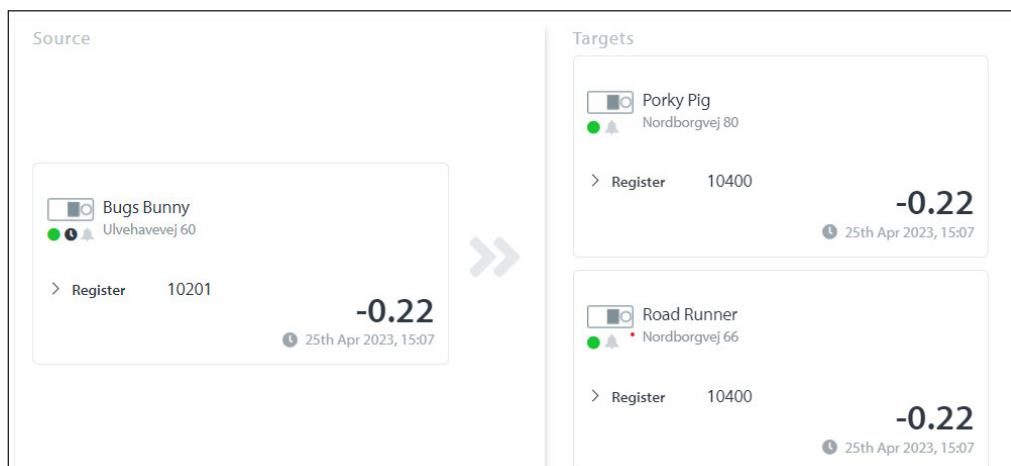 Source
Bugs Bunny
Ulvehavevej 60
Register 10201
-0.22
25th Apr 2023, 15:07
Targets
Porky Pig
Nordborgvej 80
Register 10400
-0.22
25th Apr 2023, 15:07
Road Runner
Nordborgvej 66
Register 10400
-0.22
25th Apr 2023, 15:07